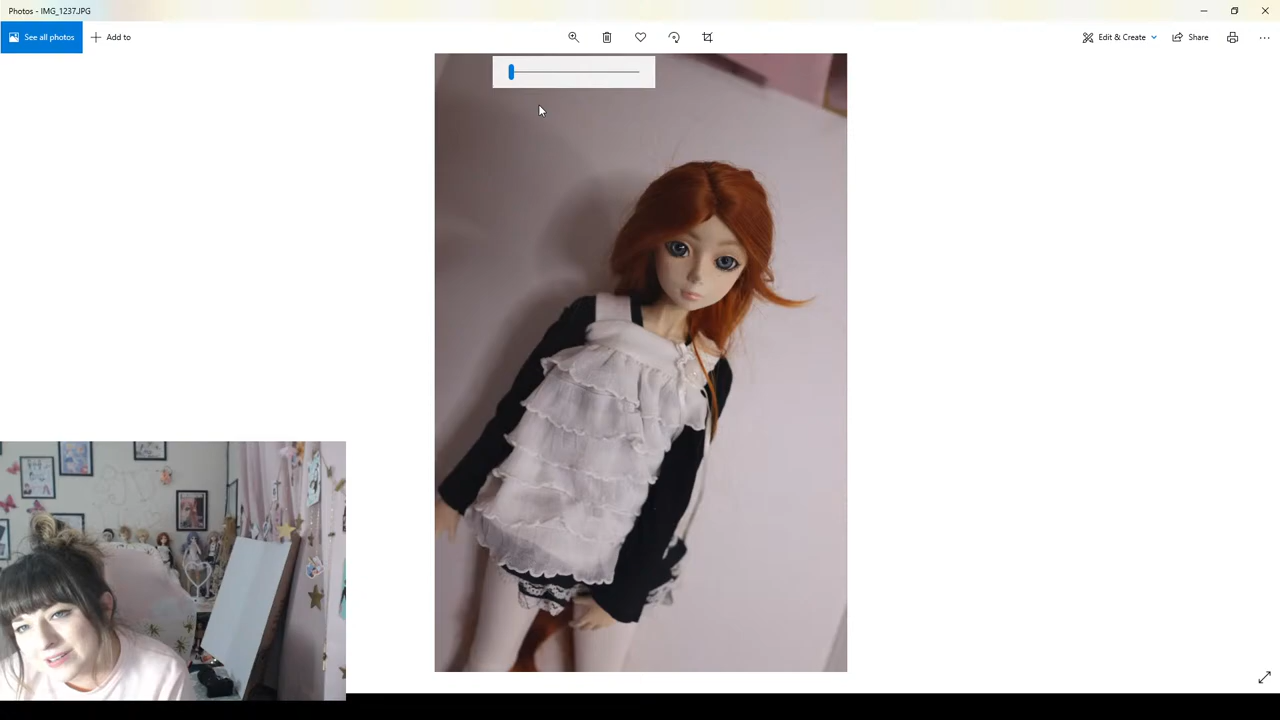 Photos - IMG_1237.JPG
See all photos
Add to
Edit & Create
Share